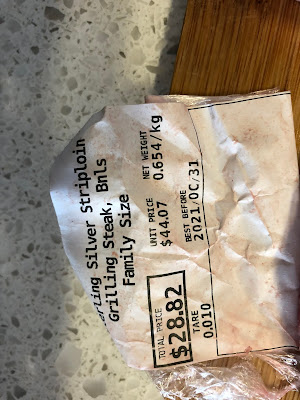 Silver Striploin
Grilling Steak, Bnls
Family Size
UNIT PRICE
$44.07
NET WEIGHT
0.654/kg
TOTAL PRICE
$28.82
BEST BEFORE
2021/OC/31
TARE
0.010